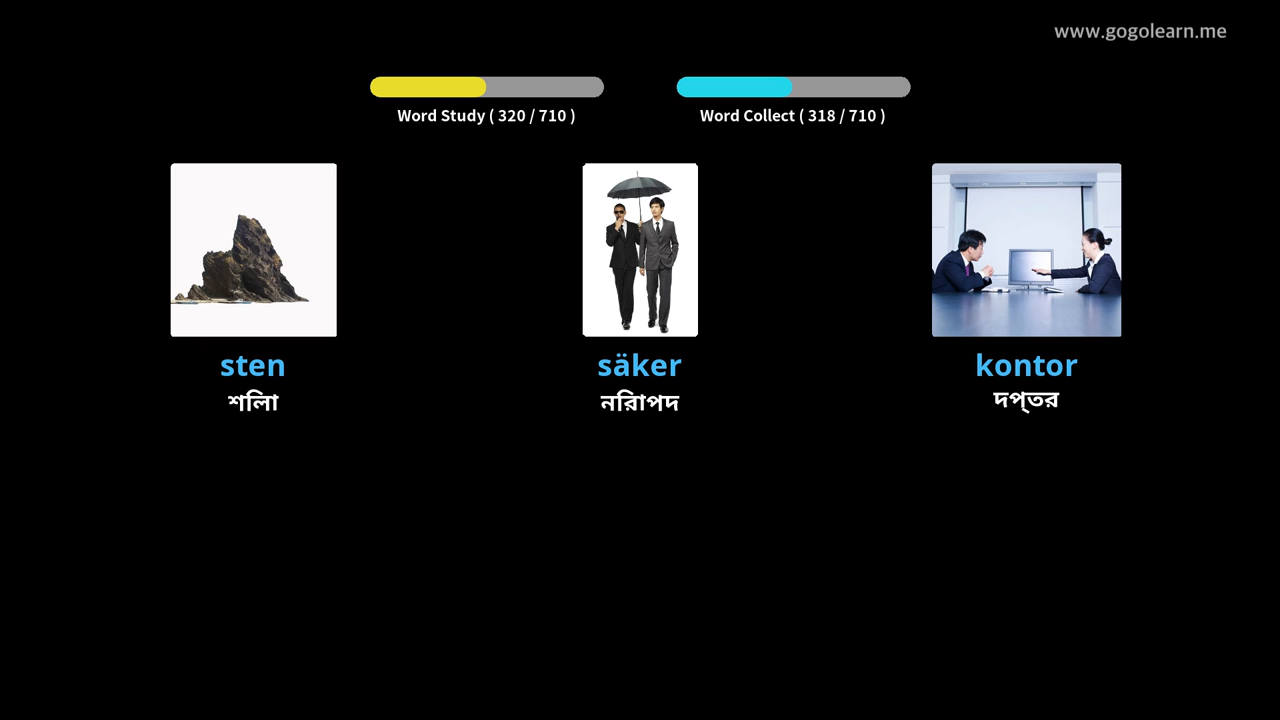 www.gogolearn.me
Word Study ( 320 / 710 )
Word Collect ( 318 / 710 )
sten
säker
kontor
শিলা
নিরাপদ
দপ্তর